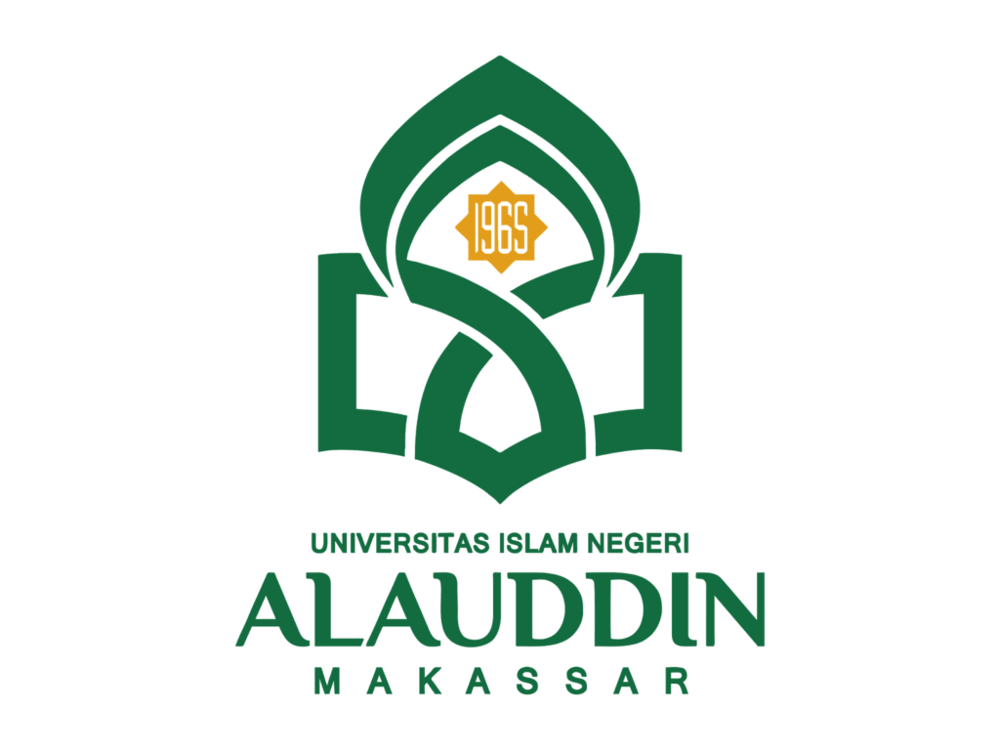 1965
UNIVERSITAS ISLAM NEGERI
ALAUDDIN
MAKASSAR